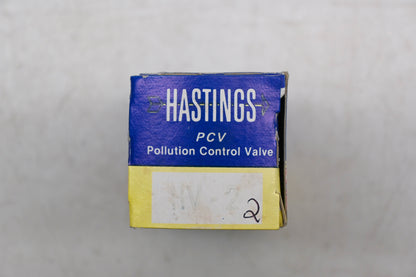 HASTINGS
PCV
Pollution Control Valve
2